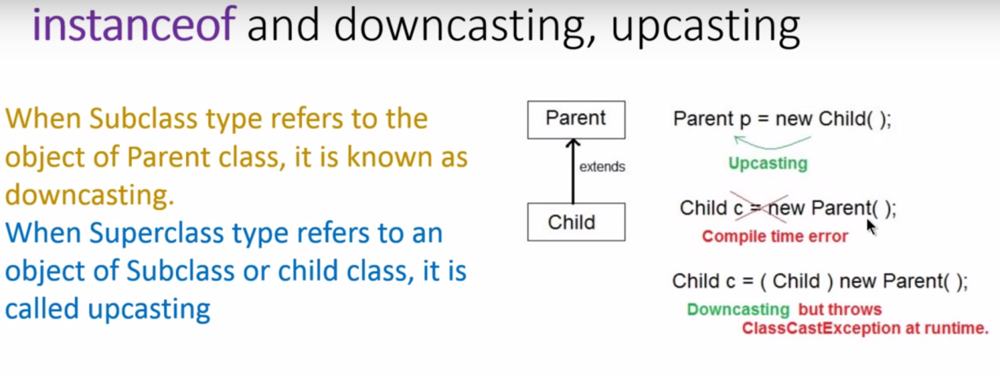 instanceof and downcasting, upcasting
When Subclass type refers to the
object of Parent class, it is known as
downcasting.
When Superclass type refers to an
object of Subclass or child class, it is
called upcasting
Parent
extends
Child
Parent p = new Child( );
Upcasting
Child c = new Parent( );
Compile time error
Child c = ( Child ) new Parent( );
Downcasting but throws
ClassCastException at runtime.